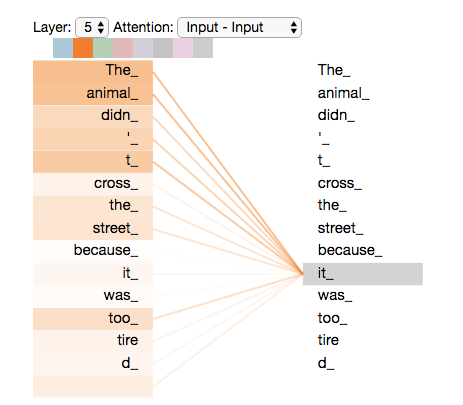 Layer: 5 Attention: Input - Input
The_ The_
animal_ animal_
didn_ didn_
'_ '_
t_ t_
cross_ cross_
the_ the_
street_ street_
because_ because_
it_ it_
was_ was_
too_ too_
tire tire
d_ d_